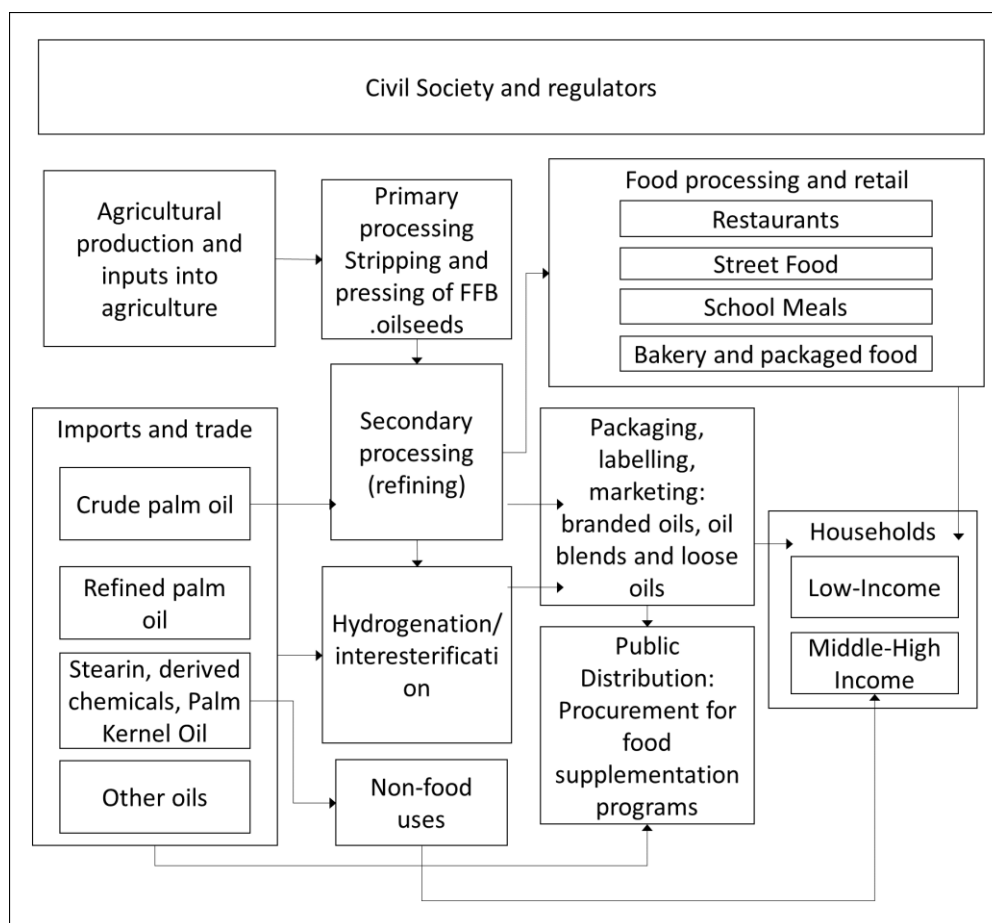 Civil Society and regulators
Agricultural
production and
inputs into
agriculture
Primary
processing
Stripping and
pressing of FFB
.oilseeds
Food processing and retail
Restaurants
Street Food
School Meals
Bakery and packaged food
Imports and trade
Crude palm oil
Refined palm
oil
Stearin, derived
chemicals, Palm
Kernel Oil
Other oils
Secondary
processing
(refining)
Hydrogenation/
interesterificati
on
Non-food
uses
Packaging,
labelling,
marketing:
branded oils, oil
blends and loose
oils
Public
Distribution:
Procurement for
food
supplementation
programs
Households
Low-Income
Middle-High
Income